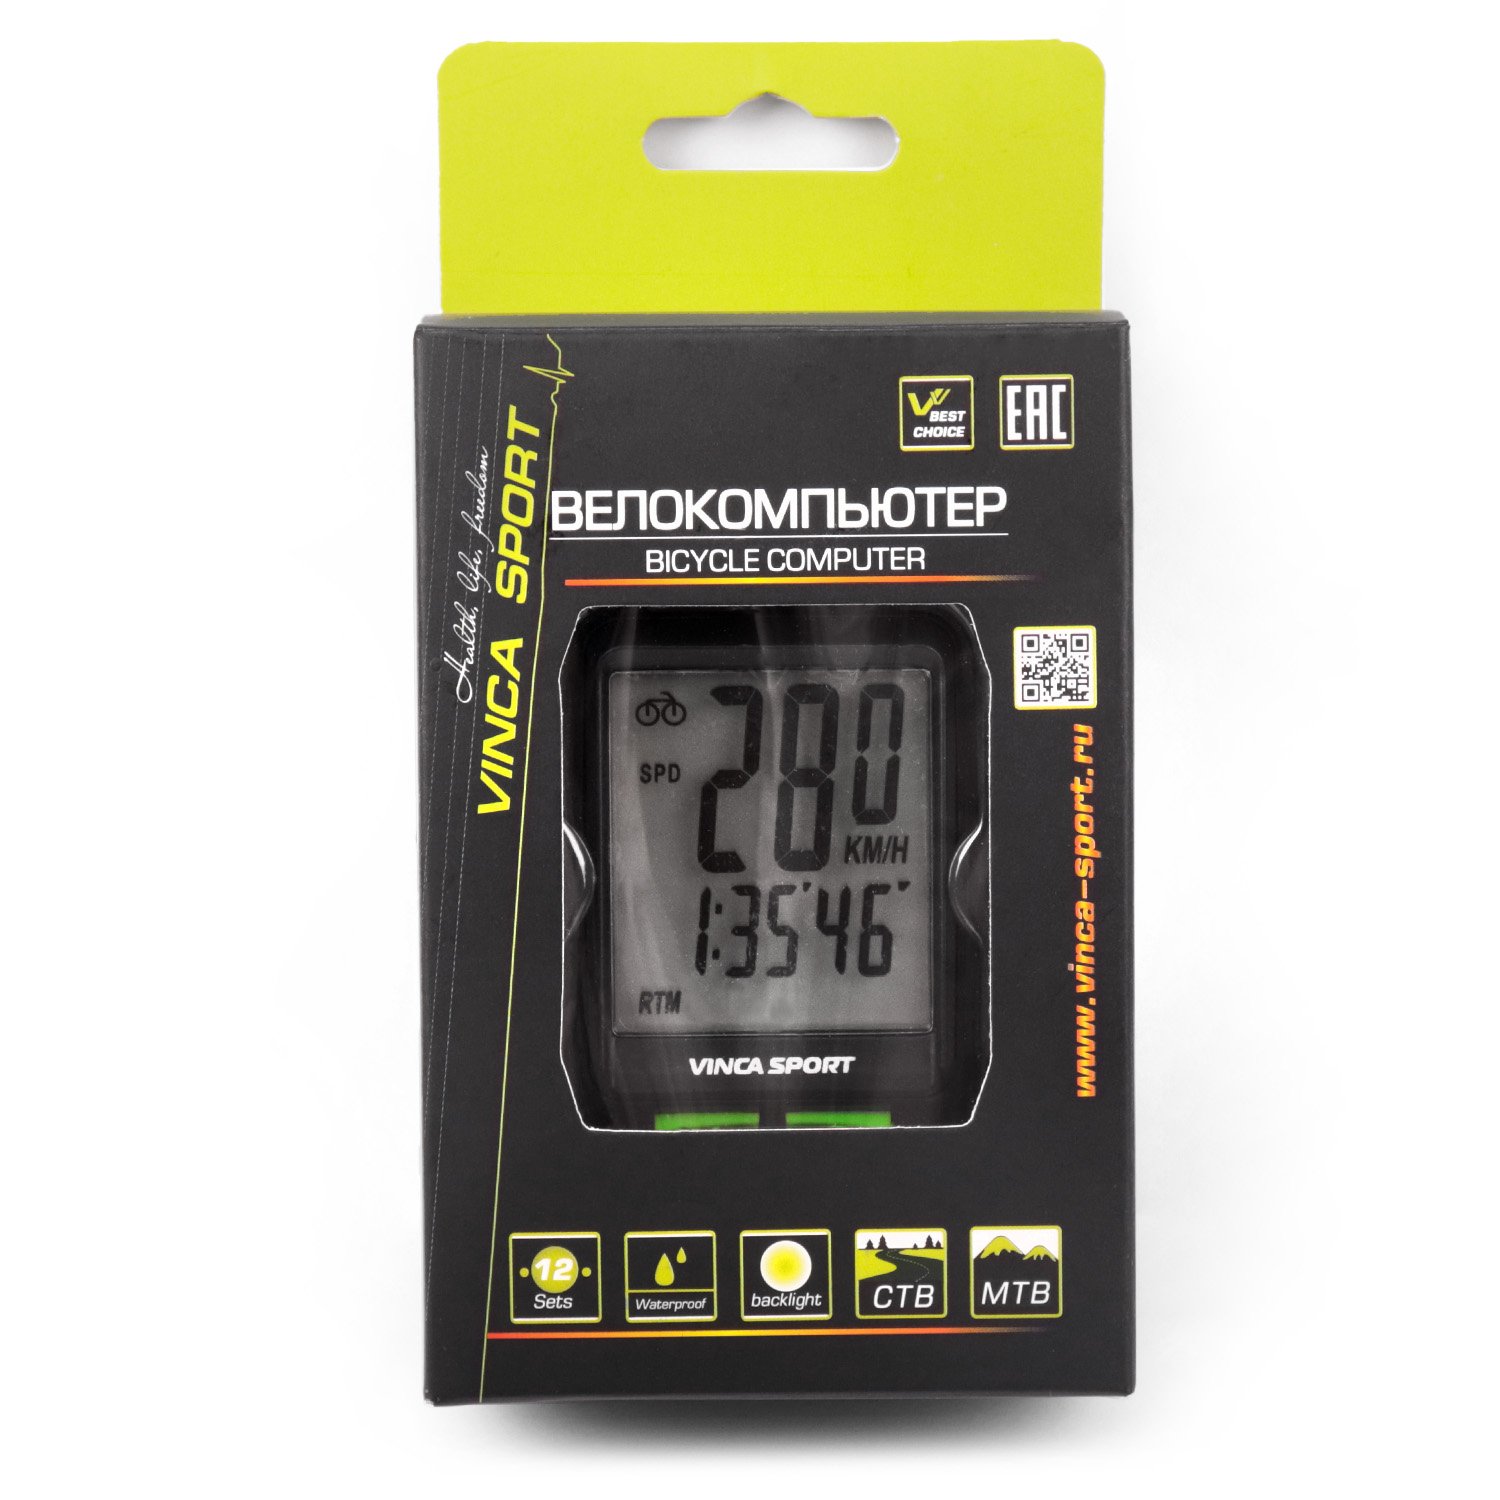 BEST
CHOICE
EAC
Health, life, freedom
VINCA SPORT
ВЕЛОКОМПЬЮТЕР
BICYCLE COMPUTER
280
SPD
KM/H
1:35'46"
RTM
VINCA SPORT
www.vinca-sport.ru
12
Sets
Waterproof
backlight
CTB
MTB